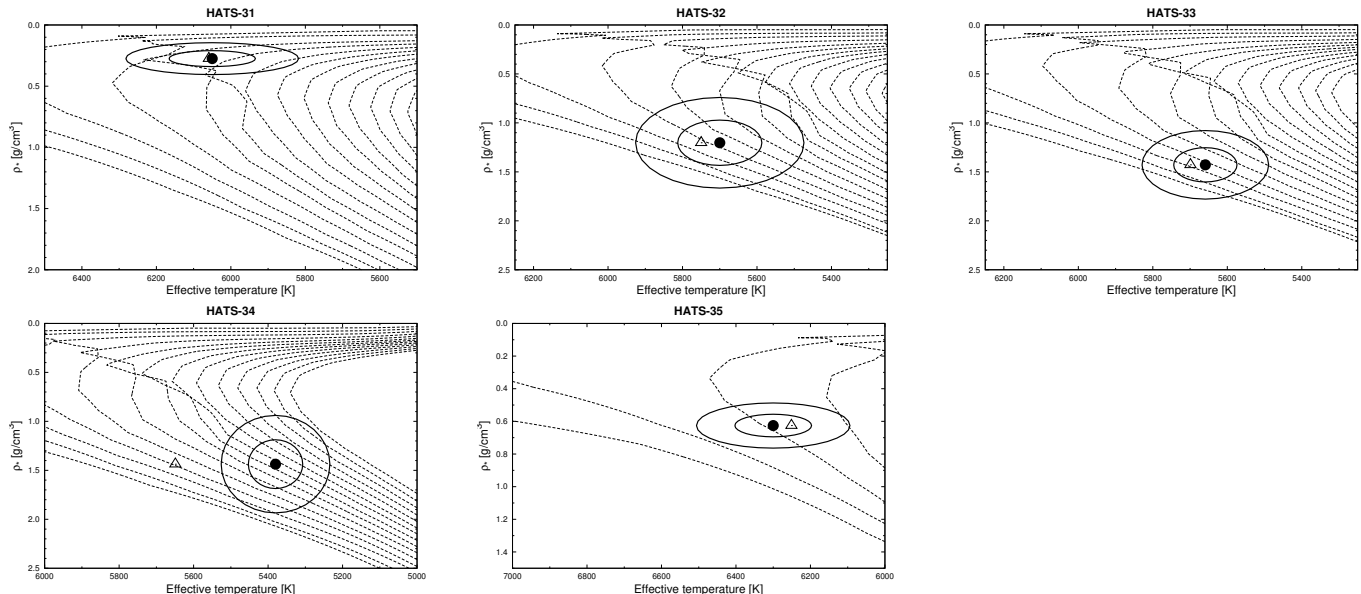 HATS-31
0.0
0.5
1.0
1.5
2.0
ρ⋆ [g/cm³]
6400 6200 6000 5800 5600
Effective temperature [K]
HATS-32
0.0
0.5
1.0
1.5
2.0
2.5
ρ⋆ [g/cm³]
6200 6000 5800 5600 5400
Effective temperature [K]
HATS-33
0.0
0.5
1.0
1.5
2.0
2.5
ρ⋆ [g/cm³]
6200 6000 5800 5600 5400
Effective temperature [K]
HATS-34
0.0
0.5
1.0
1.5
2.0
2.5
ρ⋆ [g/cm³]
6000 5800 5600 5400 5200 5000
Effective temperature [K]
HATS-35
0.0
0.2
0.4
0.6
0.8
1.0
1.2
1.4
ρ⋆ [g/cm³]
7000 6800 6600 6400 6200 6000
Effective temperature [K]